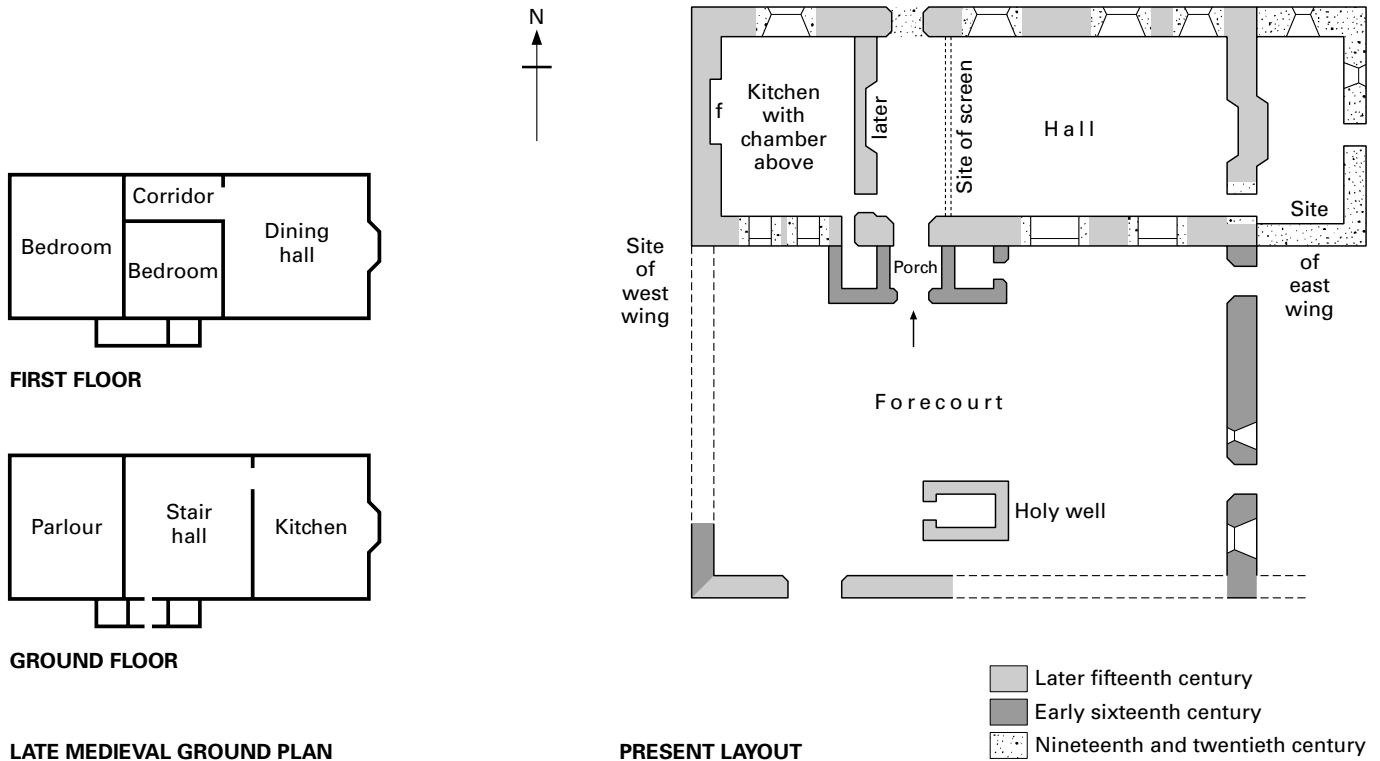 N
Corridor
Bedroom
Bedroom
Dining
hall
FIRST FLOOR
Parlour
Stair
hall
Kitchen
GROUND FLOOR
LATE MEDIEVAL GROUND PLAN
f
Kitchen
with
chamber
above
later
Site of screen
Hall
Site
of
west
wing
Porch
Site
of
east
wing
Forecourt
Holy well
PRESENT LAYOUT
Later fifteenth century
Early sixteenth century
Nineteenth and twentieth century